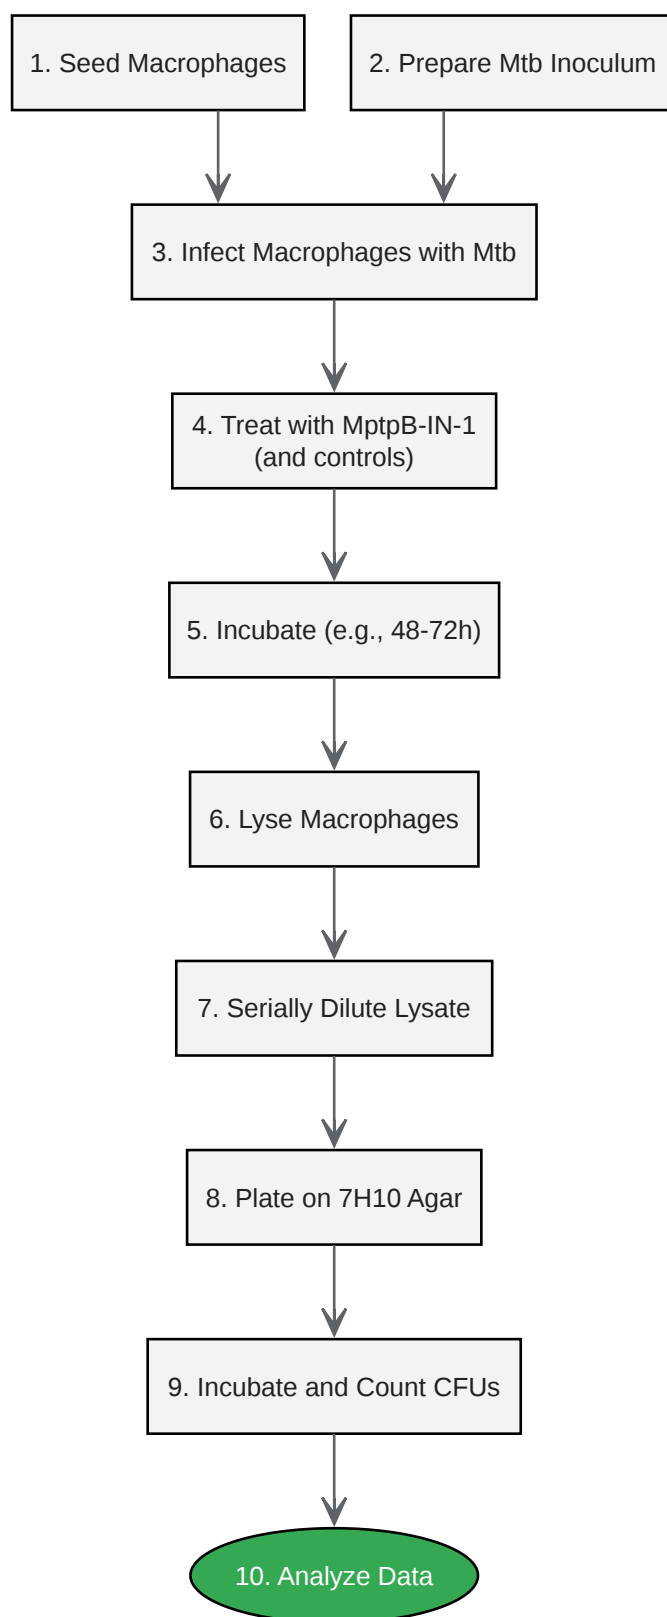 1. Seed Macrophages
2. Prepare Mtb Inoculum
3. Infect Macrophages with Mtb
4. Treat with MptpB-IN-1
(and controls)
5. Incubate (e.g., 48-72h)
6. Lyse Macrophages
7. Serially Dilute Lysate
8. Plate on 7H10 Agar
9. Incubate and Count CFUs
10. Analyze Data